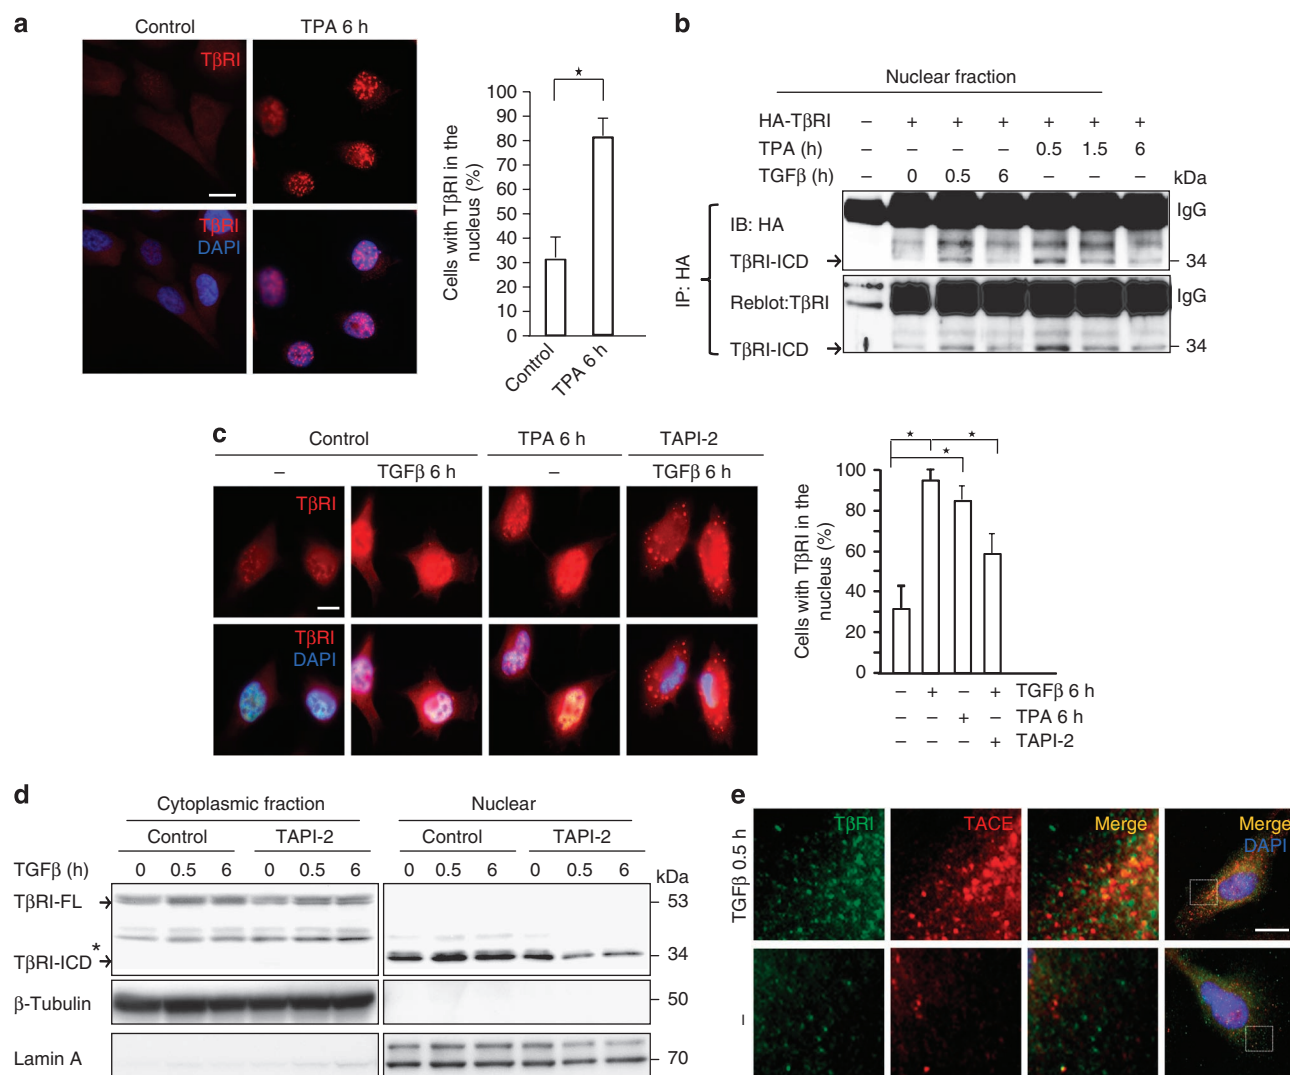 a
Control
TPA 6 h
TβRI
TβRI
DAPI
Cells with TβRI in the
nucleus (%)
100
90
80
70
60
50
40
30
20
10
0
★
Control
TPA 6 h
b
Nuclear fraction
HA-TβRI – + + + + + +
TPA (h) – – – – 0.5 1.5 6
TGFβ (h) – 0 0.5 6 – – –
kDa
IP: HA
IB: HA
IgG
TβRI-ICD
34
Reblot:TβRI
IgG
TβRI-ICD
34
c
Control
TPA 6 h
TAPI-2
–
TGFβ 6 h
–
TGFβ 6 h
TβRI
TβRI
DAPI
Cells with TβRI in the
nucleus (%)
100
80
60
40
20
0
★ ★
★
– + – + TGFβ 6 h
– – + – TPA 6 h
– – – + TAPI-2
d
Cytoplasmic fraction
Nuclear
Control
TAPI-2
Control
TAPI-2
TGFβ (h) 0 0.5 6 0 0.5 6 0 0.5 6 0 0.5 6
kDa
TβRI-FL
53
*
TβRI-ICD
34
β-Tubulin
50
Lamin A
70
e
TGFβ 0.5 h
TβRI
TACE
Merge
Merge
DAPI
–